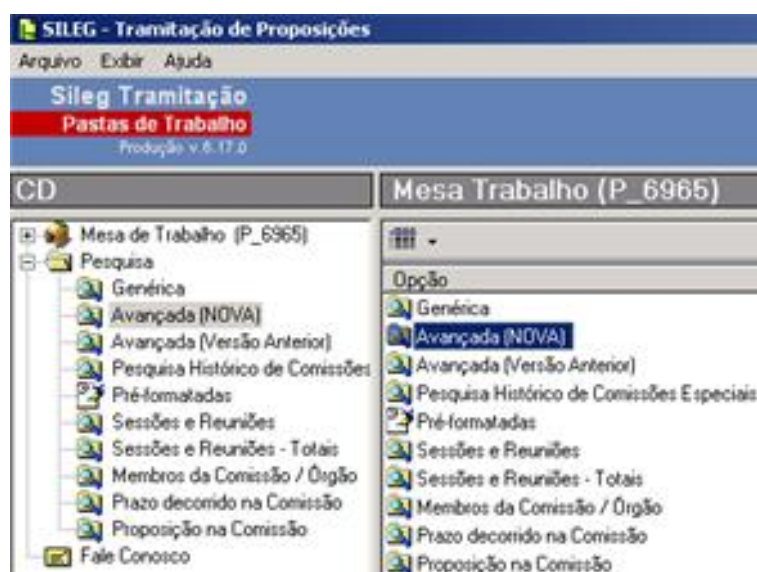 SILEG - Tramitação de Proposições
Arquivo Exibir Ajuda
Sileg Tramitação
Pastas de Trabalho
Produção v.6.17.0
CD
Mesa de Trabalho (P_6965)
Pesquisa
Genérica
Avançada (NOVA)
Avançada (Versão Anterior)
Pesquisa Histórico de Comissões
Pré-formatadas
Sessões e Reuniões
Sessões e Reuniões - Totais
Membros da Comissão / Órgão
Prazo decorrido na Comissão
Proposição na Comissão
Fale Conosco
Mesa Trabalho (P_6965)
Opção
Genérica
Avançada (NOVA)
Avançada (Versão Anterior)
Pesquisa Histórico de Comissões Especiais
Pré-formatadas
Sessões e Reuniões
Sessões e Reuniões - Totais
Membros da Comissão / Órgão
Prazo decorrido na Comissão
Proposição na Comissão